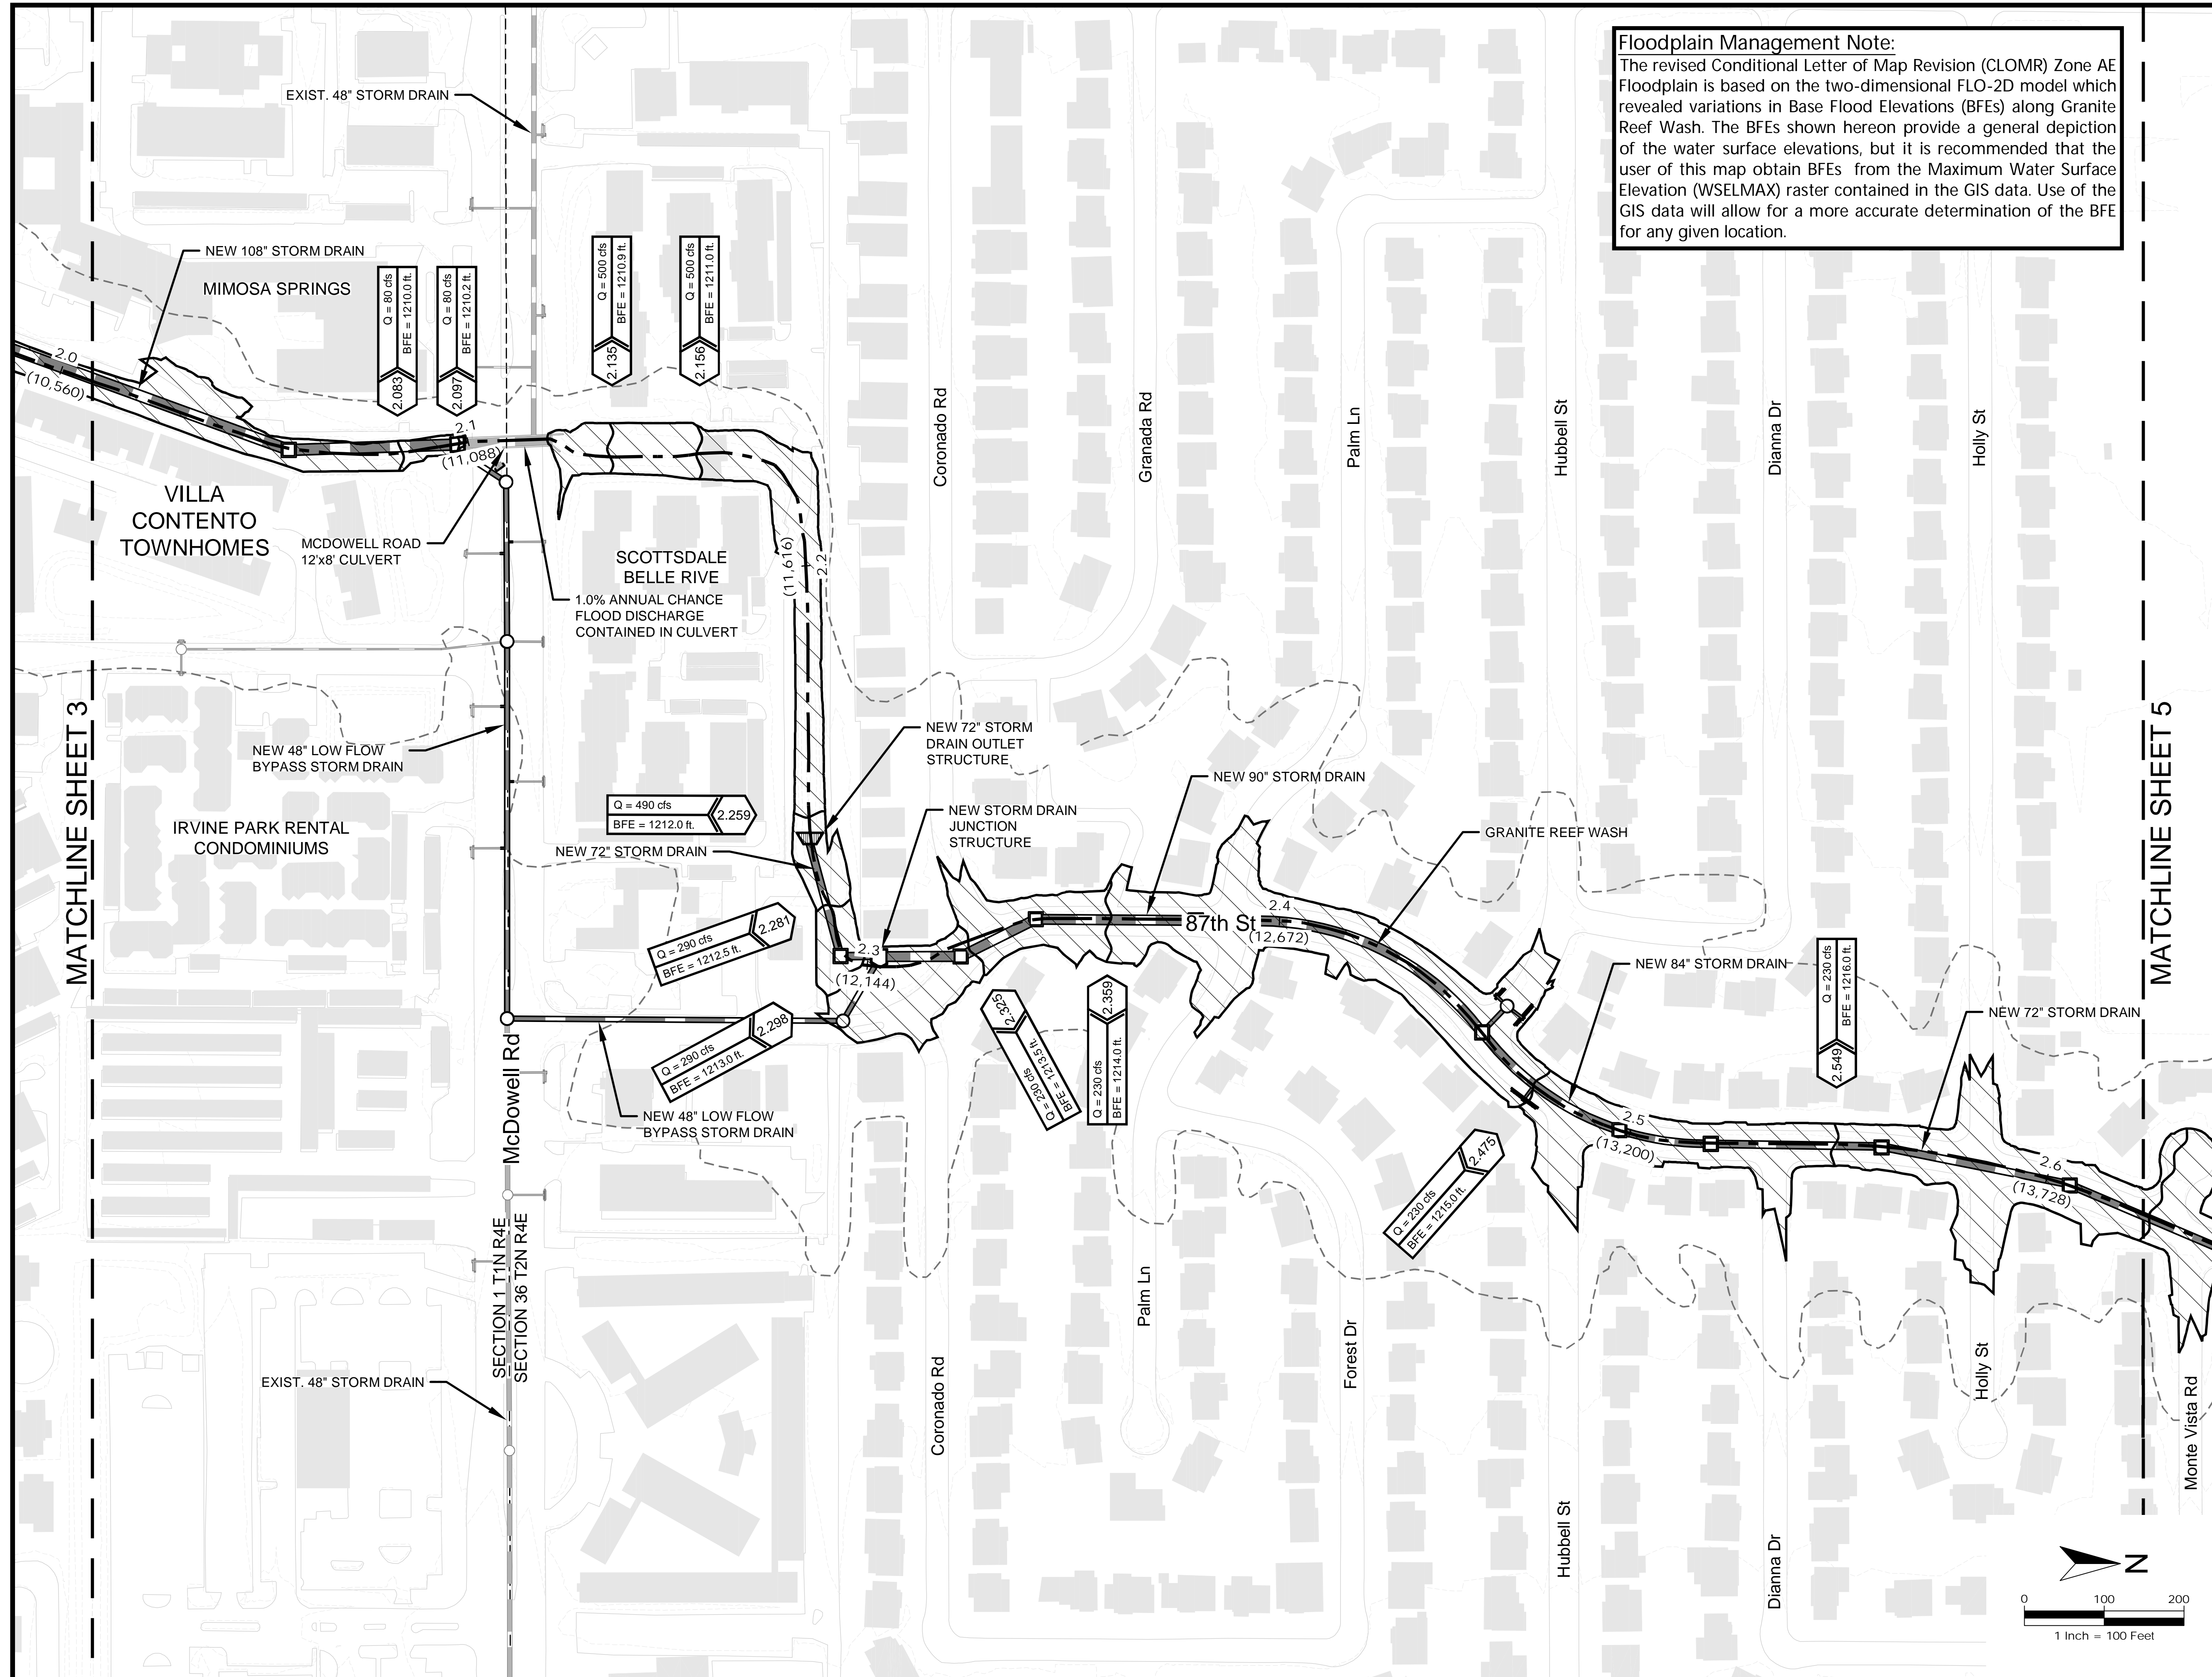 Floodplain Management Note:
The revised Conditional Letter of Map Revision (CLOMR) Zone AE
Floodplain is based on the two-dimensional FLO-2D model which
revealed variations in Base Flood Elevations (BFEs) along Granite
Reef Wash. The BFEs shown hereon provide a general depiction
of the water surface elevations, but it is recommended that the
user of this map obtain BFEs from the Maximum Water Surface
Elevation (WSELMAX) raster contained in the GIS data. Use of the
GIS data will allow for a more accurate determination of the BFE
for any given location.
EXIST. 48" STORM DRAIN
NEW 108" STORM DRAIN
MIMOSA SPRINGS
Q = 80 cfs
BFE = 1210.0 ft.
2.083
Q = 80 cfs
BFE = 1210.2 ft.
2.097
Q = 500 cfs
BFE = 1210.9 ft.
2.135
Q = 500 cfs
BFE = 1211.0 ft.
2.156
2.0
(10,560)
2.1
(11,088)
VILLA
CONTENTO
TOWNHOMES
MCDOWELL ROAD
12'x8' CULVERT
SCOTTSDALE
BELLE RIVE
1.0% ANNUAL CHANCE
FLOOD DISCHARGE
CONTAINED IN CULVERT
(11,616)
2.2
Coronado Rd
Granada Rd
Palm Ln
Hubbell St
Dianna Dr
Holly St
MATCHLINE SHEET 3
MATCHLINE SHEET 5
NEW 48" LOW FLOW
BYPASS STORM DRAIN
NEW 72" STORM
DRAIN OUTLET
STRUCTURE
NEW 90" STORM DRAIN
IRVINE PARK RENTAL
CONDOMINIUMS
Q = 490 cfs
BFE = 1212.0 ft.
2.259
NEW 72" STORM DRAIN
NEW STORM DRAIN
JUNCTION
STRUCTURE
GRANITE REEF WASH
Q = 290 cfs
BFE = 1212.5 ft.
2.281
2.3
(12,144)
87th St
2.4
(12,672)
NEW 84" STORM DRAIN
Q = 230 cfs
BFE = 1216.0 ft.
2.549
NEW 72" STORM DRAIN
Q = 290 cfs
BFE = 1213.0 ft.
2.298
2.325
Q = 230 cfs
BFE = 1213.5 ft.
2.359
Q = 230 cfs
BFE = 1214.0 ft.
McDowell Rd
NEW 48" LOW FLOW
BYPASS STORM DRAIN
Q = 230 cfs
BFE = 1215.0 ft.
2.475
2.5
(13,200)
2.6
(13,728)
SECTION 1 T1N R4E
SECTION 36 T2N R4E
EXIST. 48" STORM DRAIN
Coronado Rd
Palm Ln
Forest Dr
Hubbell St
Dianna Dr
Holly St
Monte Vista Rd
N
0 100 200
1 Inch = 100 Feet